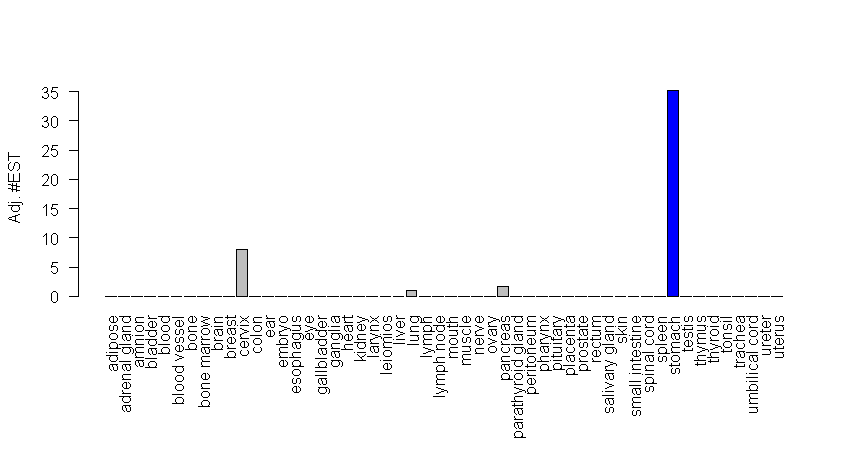 Adj. #EST
35
30
25
20
15
10
5
0
adipose
adrenal gland
amnion
bladder
blood
blood vessel
bone
bone marrow
brain
breast
cervix
colon
ear
embryo
esophagus
eye
gallbladder
ganglia
heart
kidney
larynx
leiomios
liver
lung
lymph
lymph node
mouth
muscle
nerve
ovary
pancreas
parathyroid gland
peritoneum
pharynx
pituitary
placenta
prostate
rectum
salivary gland
skin
small intestine
spinal cord
spleen
stomach
testis
thymus
thyroid
tonsil
trachea
umbilical cord
ureter
uterus